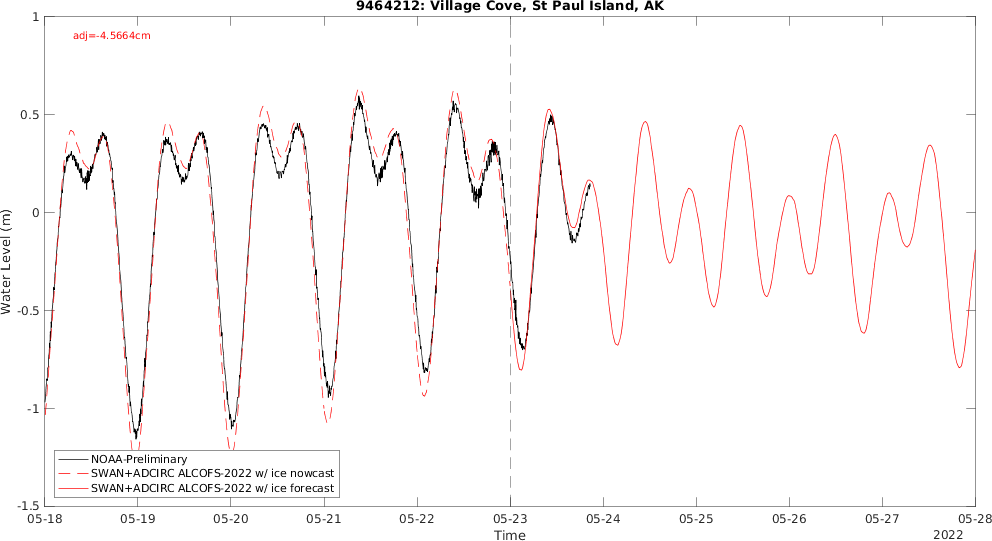 9464212: Village Cove, St Paul Island, AK
adj=-4.5664cm
1
0.5
0
-0.5
-1
-1.5
Water Level (m)
NOAA-Preliminary
SWAN+ADCIRC ALCOFS-2022 w/ ice nowcast
SWAN+ADCIRC ALCOFS-2022 w/ ice forecast
05-18 05-19 05-20 05-21 05-22 05-23 05-24 05-25 05-26 05-27 05-28
Time
2022